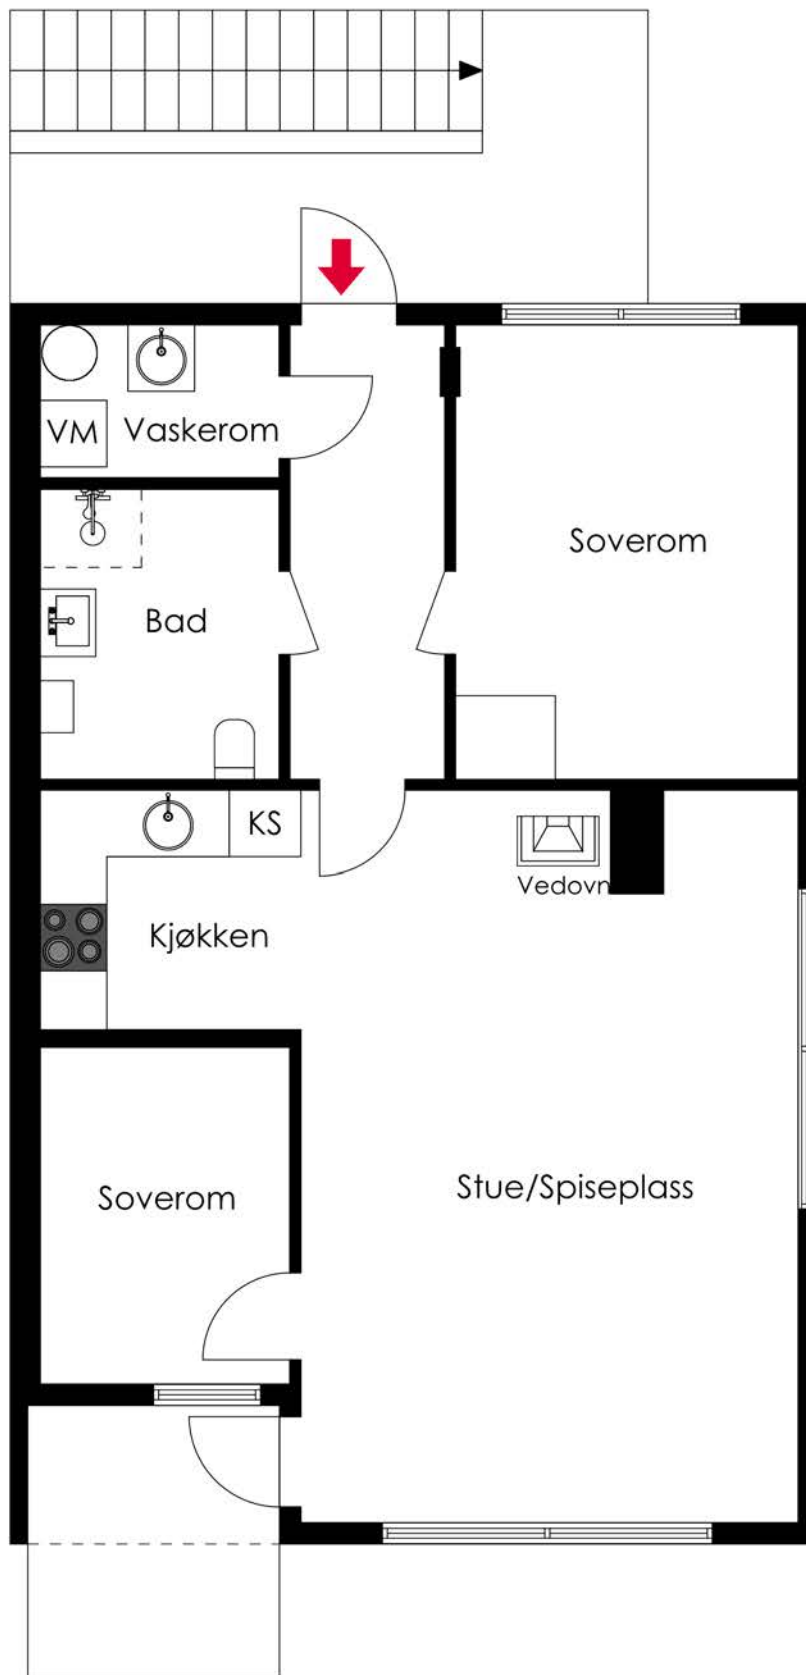 VM
Vaskerom
Soverom
Bad
KS
Vedovn
Kjøkken
Soverom
Stue/Spiseplass